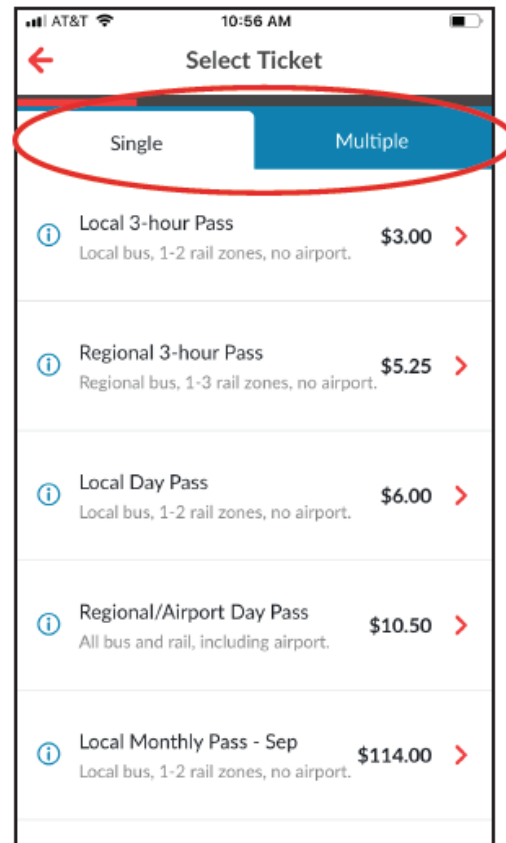 AT&T 10:56 AM
Select Ticket
Single Multiple
Local 3-hour Pass
Local bus, 1-2 rail zones, no airport.
$3.00
Regional 3-hour Pass
Regional bus, 1-3 rail zones, no airport.
$5.25
Local Day Pass
Local bus, 1-2 rail zones, no airport.
$6.00
Regional/Airport Day Pass
All bus and rail, including airport.
$10.50
Local Monthly Pass - Sep
Local bus, 1-2 rail zones, no airport.
$114.00